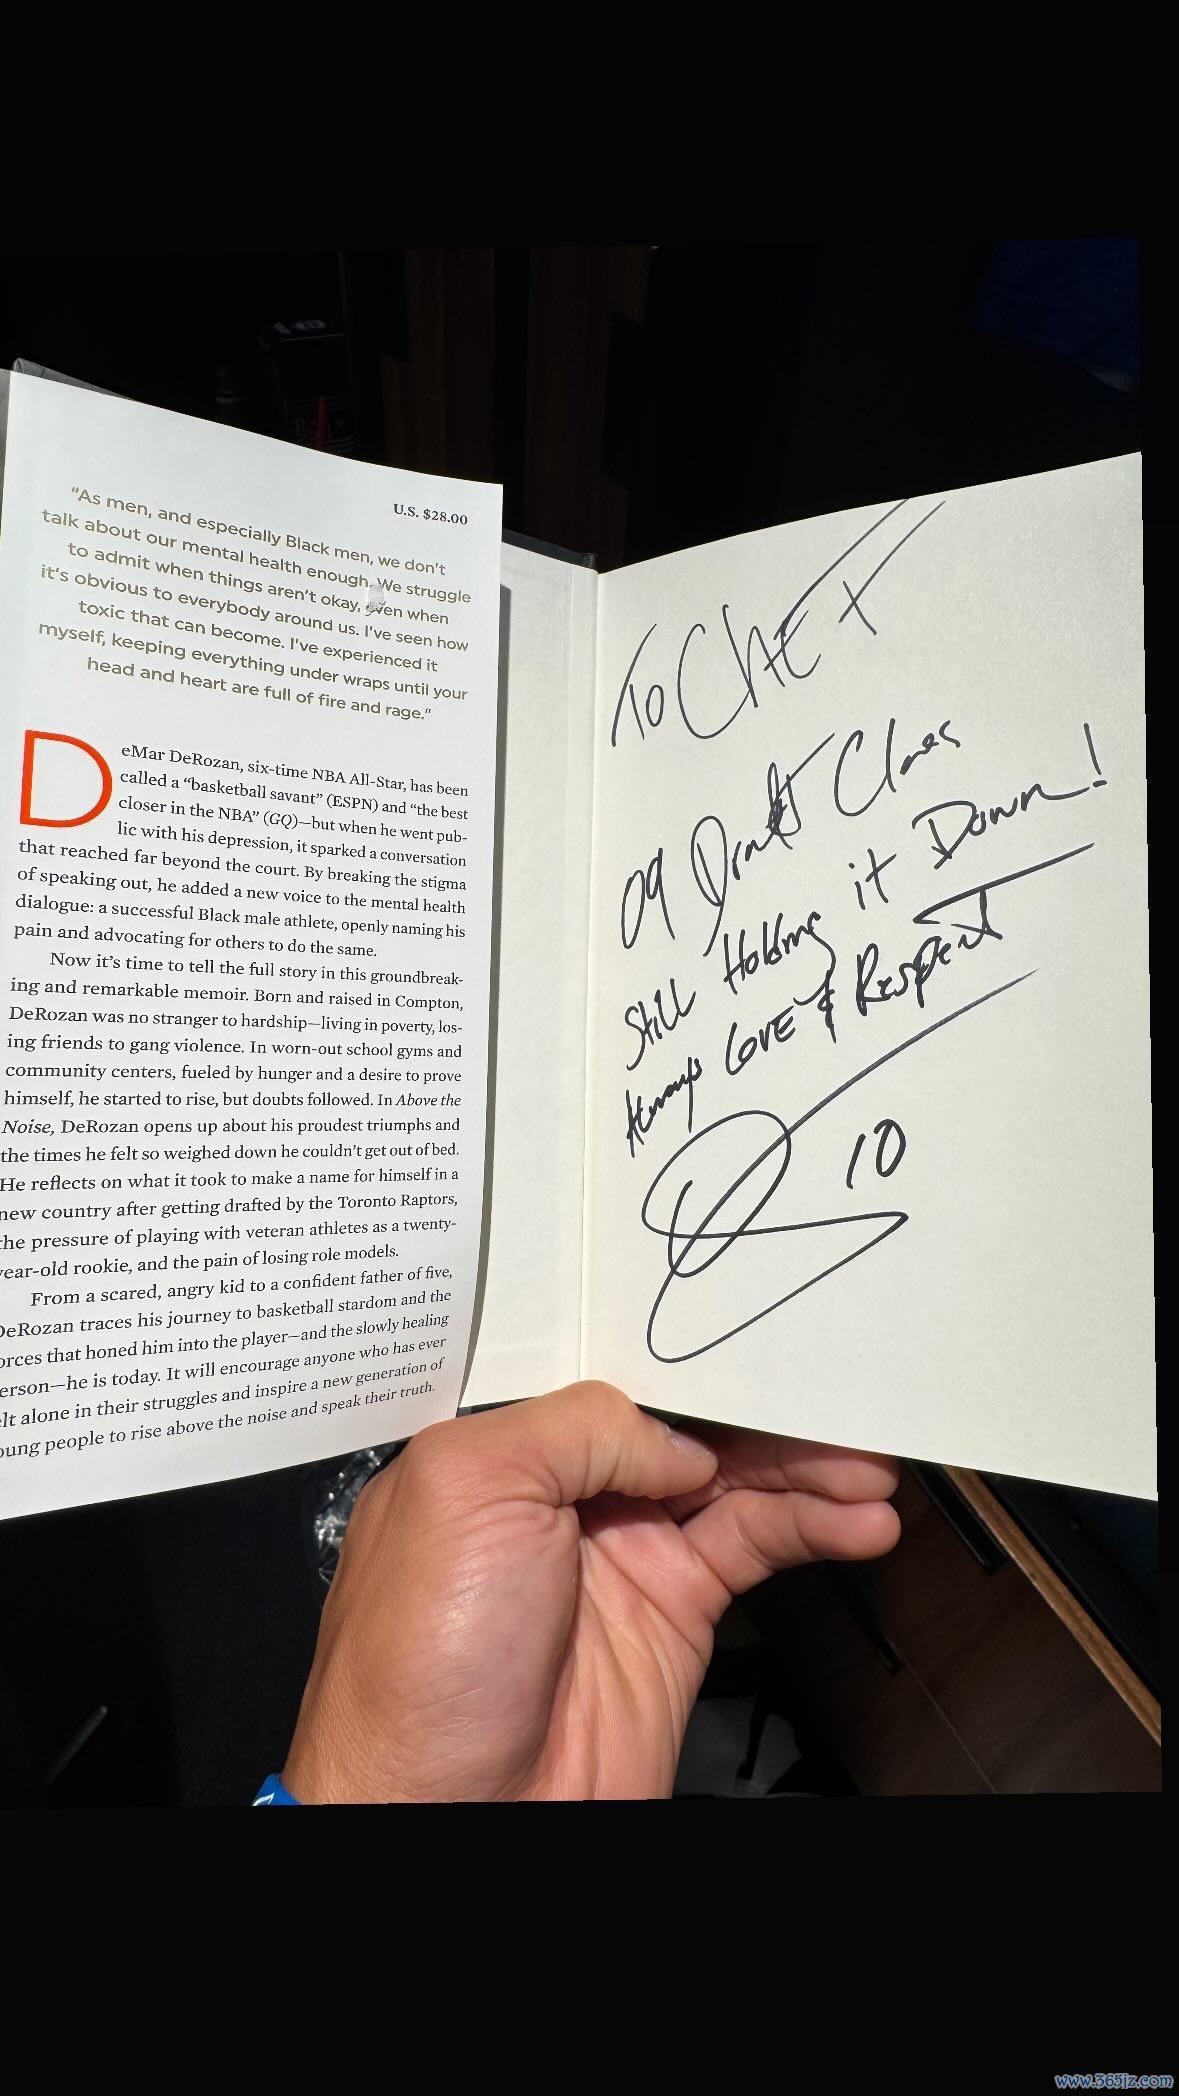 U.S. $28.00
"As men, and especially Black men, we don't
talk about our mental health enough. We struggle
to admit when things aren't okay, even when
it's obvious to everybody around us. I've seen how
toxic that can become. I've experienced it
myself, keeping everything under wraps until your
head and heart are full of fire and rage."
DeMar DeRozan, six-time NBA All-Star, has been
called a "basketball savant" (ESPN) and "the best
closer in the NBA" (GQ)—but when he went pub-
lic with his depression, it sparked a conversation
that reached far beyond the court. By breaking the stigma
of speaking out, he added a new voice to the mental health
dialogue: a successful Black male athlete, openly naming his
pain and advocating for others to do the same.
Now it's time to tell the full story in this groundbreak-
ing and remarkable memoir. Born and raised in Compton,
DeRozan was no stranger to hardship—living in poverty, los-
ing friends to gang violence. In worn-out school gyms and
community centers, fueled by hunger and a desire to prove
himself, he started to rise, but doubts followed. In Above the
Noise, DeRozan opens up about his proudest triumphs and
the times he felt so weighed down he couldn't get out of bed.
He reflects on what it took to make a name for himself in a
new country after getting drafted by the Toronto Raptors,
the pressure of playing with veteran athletes as a twenty-
year-old rookie, and the pain of losing role models.
From a scared, angry kid to a confident father of five,
DeRozan traces his journey to basketball stardom and the
orces that honed him into the player—and the slowly healing
erson—he is today. It will encourage anyone who has ever
elt alone in their struggles and inspire a new generation of
oung people to rise above the noise and speak their truth.
To CHET
09 Draft Class
Still Holding it Down!
Always LOVE & Respect
10
www.365jz.com